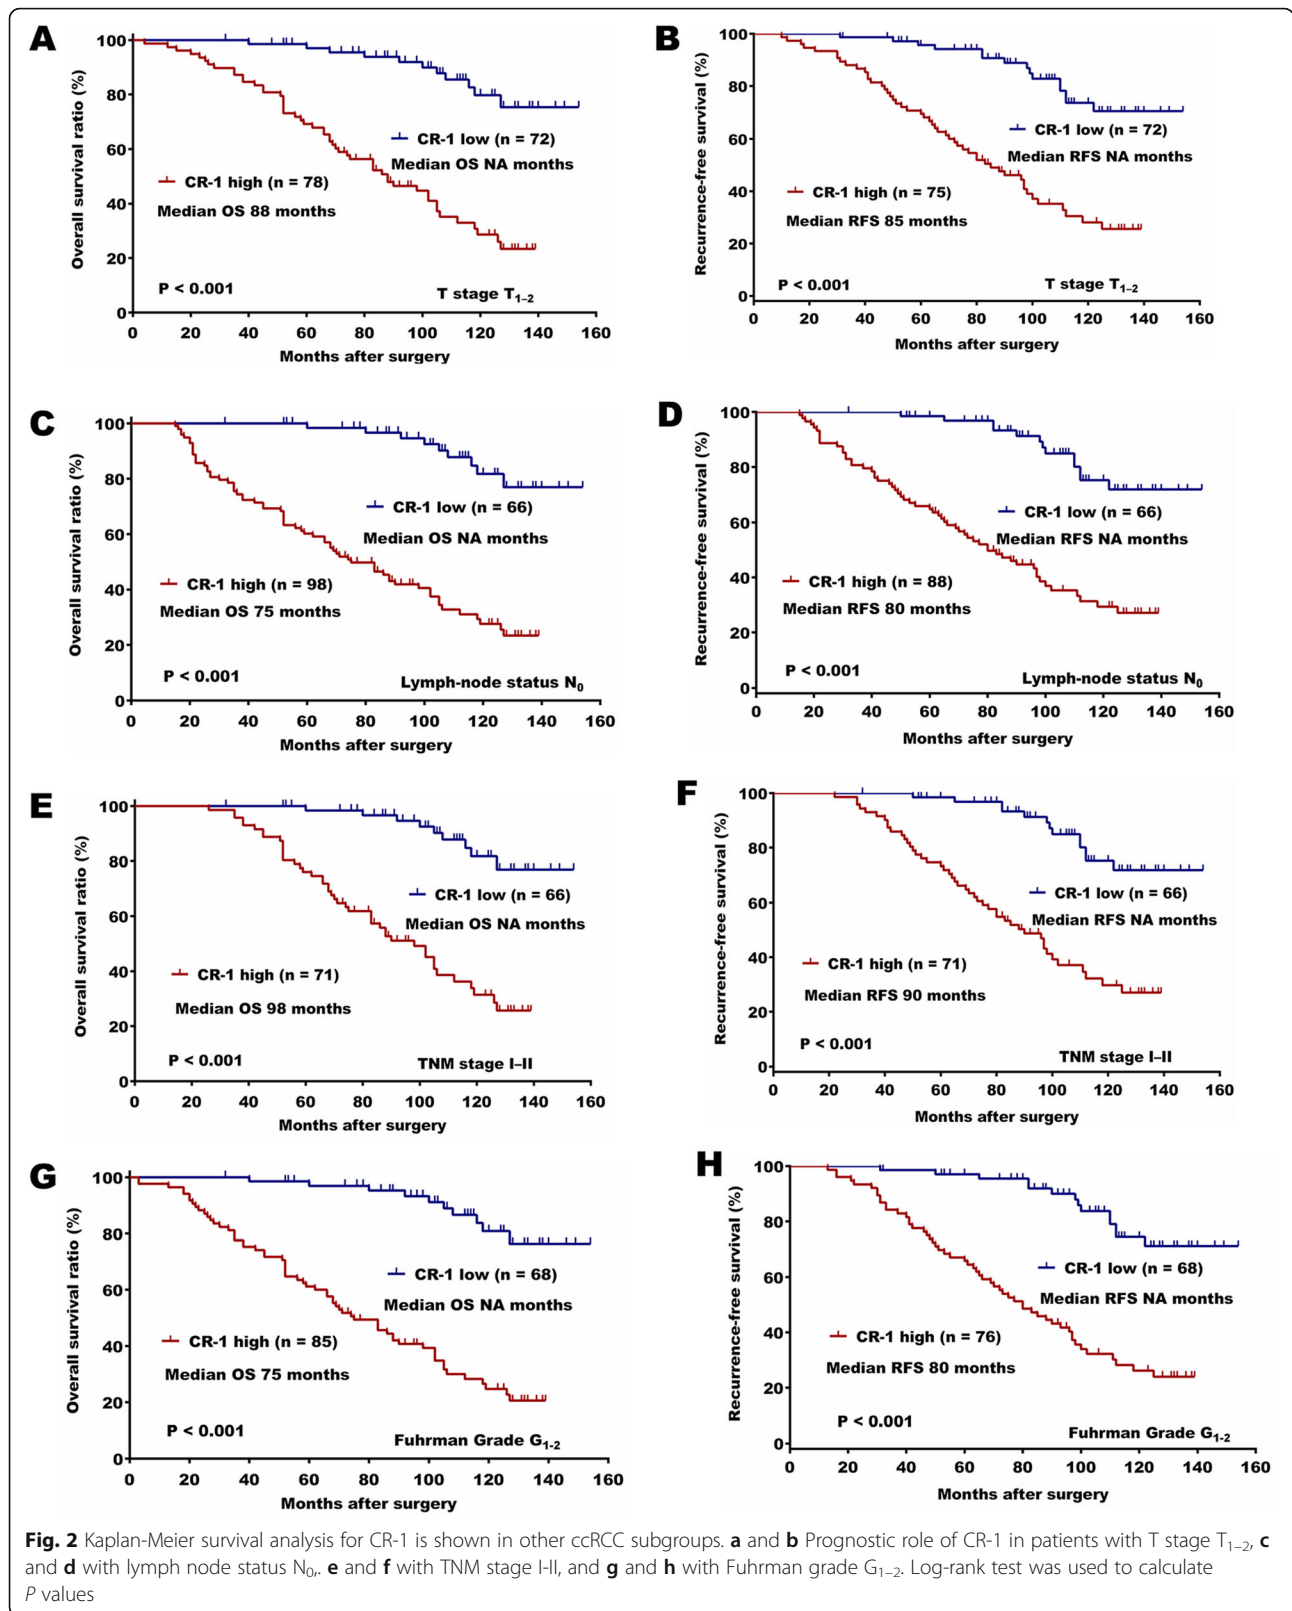 A
Overall survival ratio (%)
100
80
60
40
20
0
CR-1 low (n = 72)
Median OS NA months
CR-1 high (n = 78)
Median OS 88 months
P < 0.001
T stage T1–2
0 20 40 60 80 100 120 140 160
Months after surgery
B
Recurrence-free survival (%)
100
80
60
40
20
0
CR-1 low (n = 72)
Median RFS NA months
CR-1 high (n = 75)
Median RFS 85 months
P < 0.001
T stage T1–2
0 20 40 60 80 100 120 140 160
Months after surgery
C
Overall survival ratio (%)
100
80
60
40
20
0
CR-1 low (n = 66)
Median OS NA months
CR-1 high (n = 98)
Median OS 75 months
P < 0.001
Lymph-node status N0
0 20 40 60 80 100 120 140 160
Months after surgery
D
Recurrence-free survival (%)
100
80
60
40
20
0
CR-1 low (n = 66)
Median RFS NA months
CR-1 high (n = 88)
Median RFS 80 months
P < 0.001
Lymph-node status N0
0 20 40 60 80 100 120 140 160
Months after surgery
E
Overall survival ratio (%)
100
80
60
40
20
0
CR-1 low (n = 66)
Median OS NA months
CR-1 high (n = 71)
Median OS 98 months
P < 0.001
TNM stage I–II
0 20 40 60 80 100 120 140 160
Months after surgery
F
Recurrence-free survival (%)
100
80
60
40
20
0
CR-1 low (n = 66)
Median RFS NA months
CR-1 high (n = 71)
Median RFS 90 months
P < 0.001
TNM stage I–II
0 20 40 60 80 100 120 140 160
Months after surgery
G
Overall survival ratio (%)
100
80
60
40
20
0
CR-1 low (n = 68)
Median OS NA months
CR-1 high (n = 85)
Median OS 75 months
P < 0.001
Fuhrman Grade G1-2
0 20 40 60 80 100 120 140 160
Months after surgery
H
Recurrence-free survival (%)
100
80
60
40
20
0
CR-1 low (n = 68)
Median RFS NA months
CR-1 high (n = 76)
Median RFS 80 months
P < 0.001
Fuhrman Grade G1-2
0 20 40 60 80 100 120 140 160
Months after surgery
Fig. 2 Kaplan-Meier survival analysis for CR-1 is shown in other ccRCC subgroups. a and b Prognostic role of CR-1 in patients with T stage T1–2, c
and d with lymph node status N0,. e and f with TNM stage I-II, and g and h with Fuhrman grade G1–2. Log-rank test was used to calculate
P values